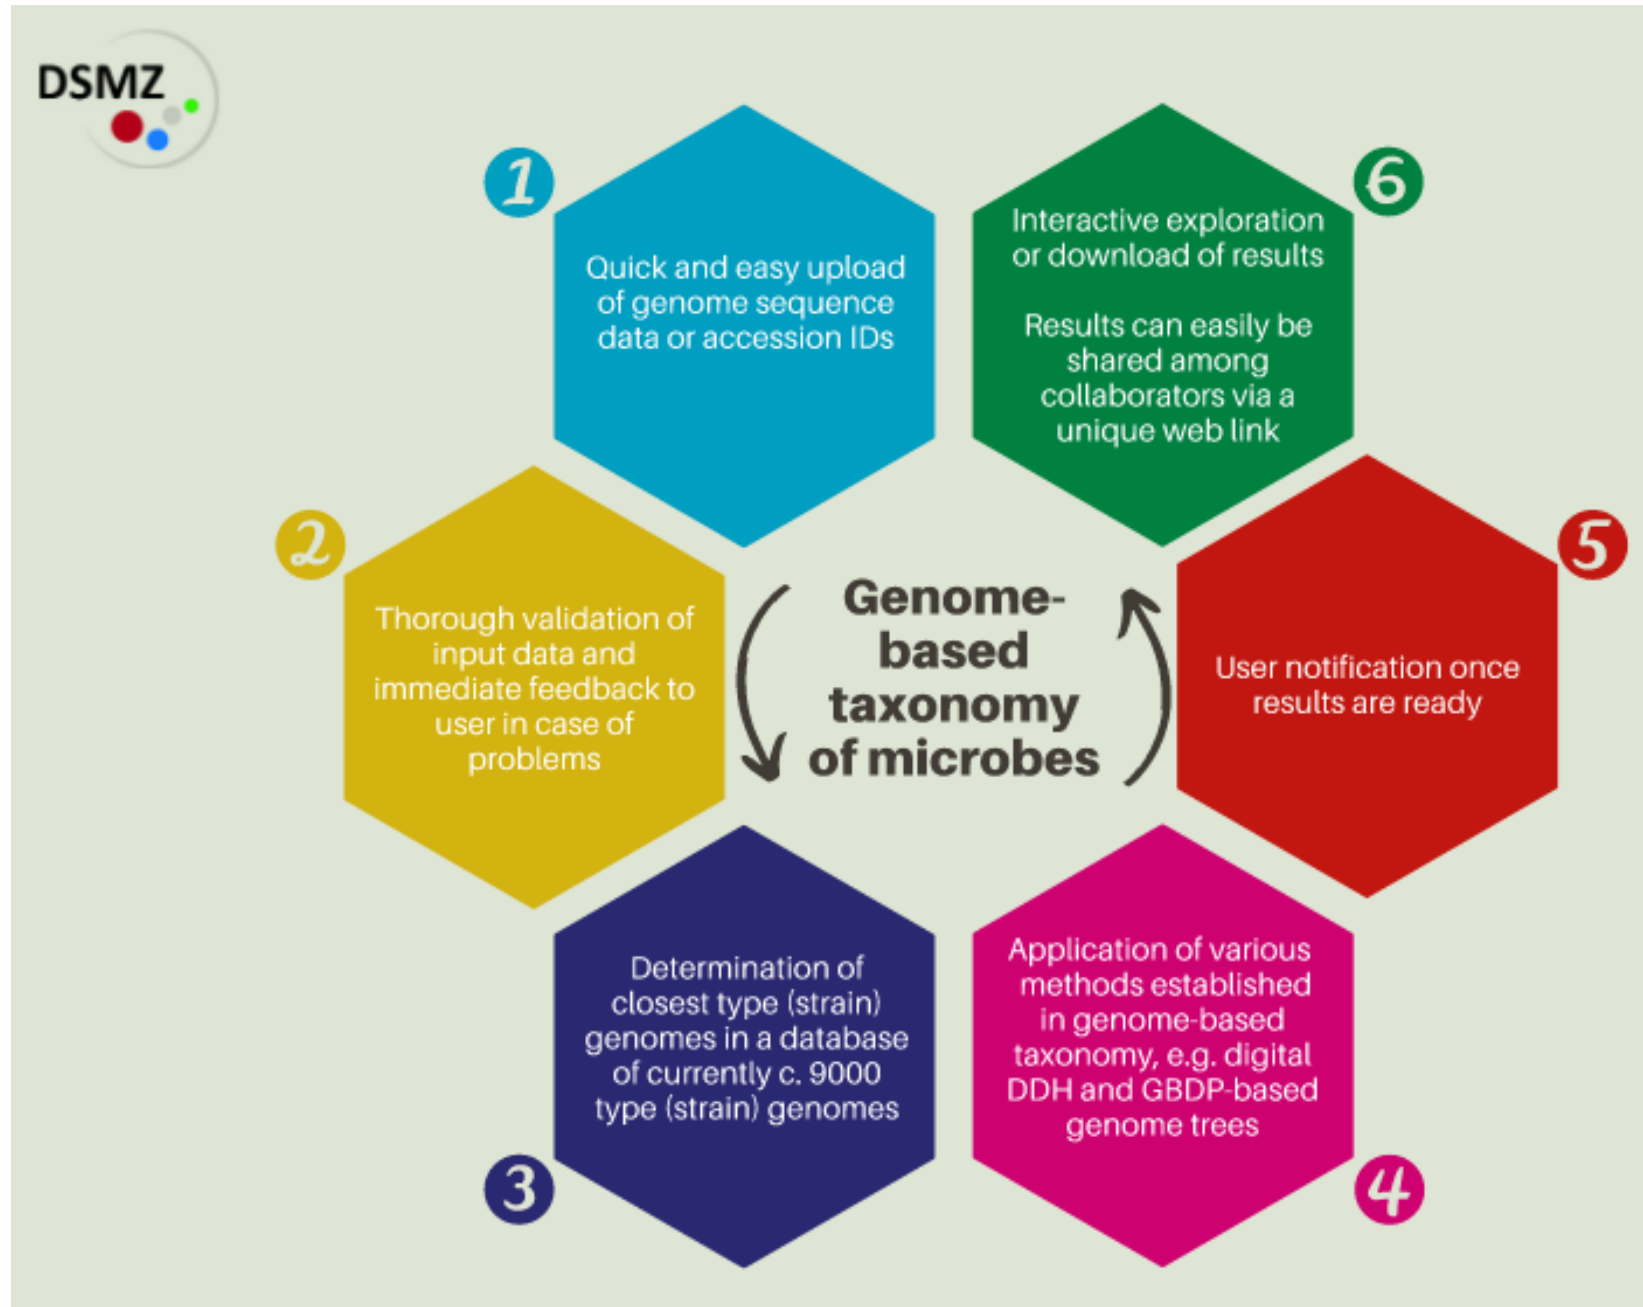 DSMZ
1
Quick and easy upload
of genome sequence
data or accession IDs
2
Thorough validation of
input data and
immediate feedback to
user in case of
problems
3
Determination of
closest type (strain)
genomes in a database
of currently c. 9000
type (strain) genomes
4
Application of various
methods established
in genome-based
taxonomy, e.g. digital
DDH and GBDP-based
genome trees
5
User notification once
results are ready
6
Interactive exploration
or download of results
Results can easily be
shared among
collaborators via a
unique web link
Genome-
based
taxonomy
of microbes